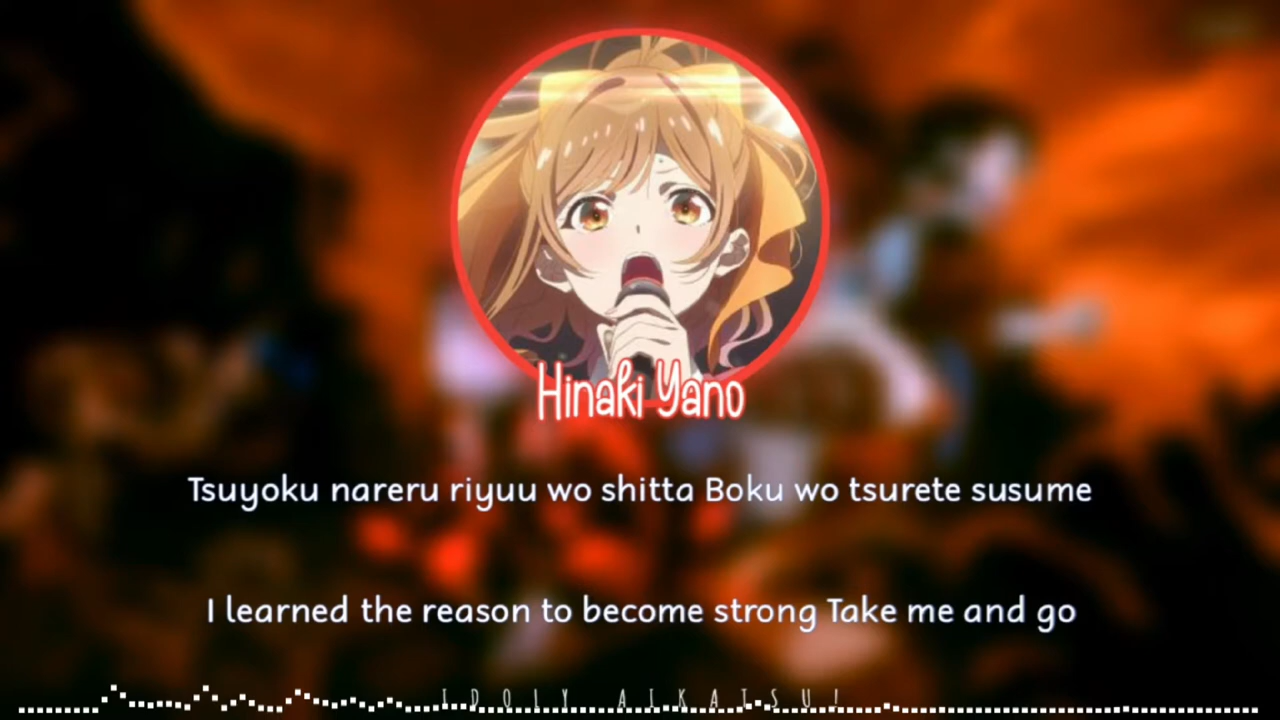 Hinaki Yano
Tsuyoku nareru riyuu wo shitta Boku wo tsurete susume
I learned the reason to become strong Take me and go
IDOLY AIKATSU!